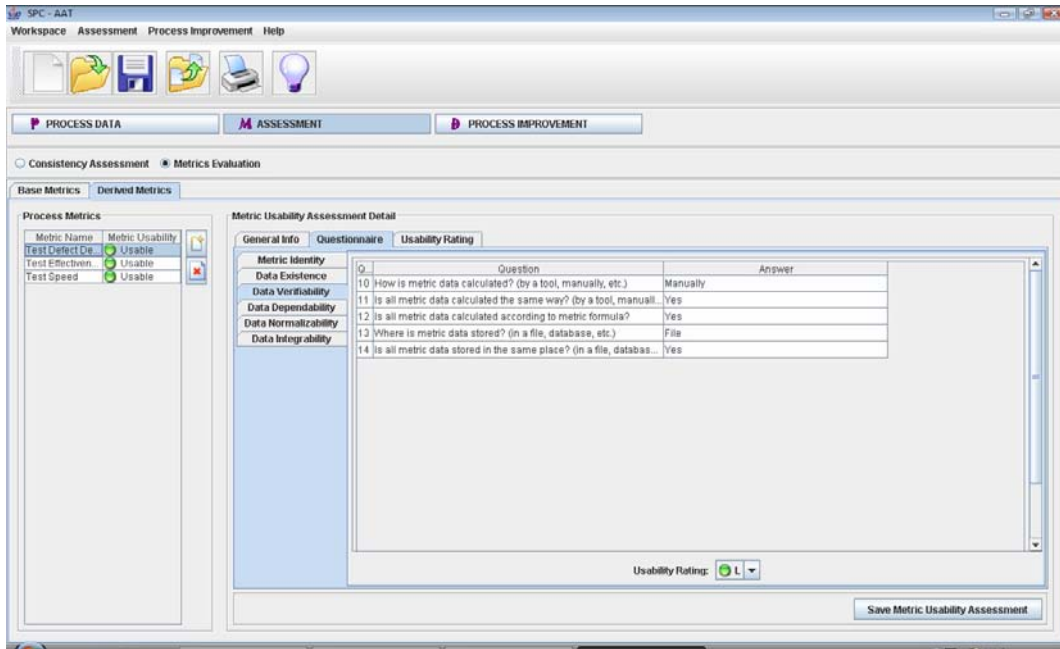 SPC - AAT
Workspace Assessment Process Improvement Help
PROCESS DATA
ASSESSMENT
PROCESS IMPROVEMENT
Consistency Assessment Metrics Evaluation
Base Metrics Derived Metrics
Process Metrics
Metric Name Metric Usability
Test Defect De... Usable
Test Effectiven... Usable
Test Speed Usable
Metric Usability Assessment Detail
General Info Questionnaire Usability Rating
Metric Identity
Data Existence
Data Verifiability
Data Dependability
Data Normalizability
Data Integrability
Q... Question Answer
10 How is metric data calculated? (by a tool, manually, etc.) Manually
11 Is all metric data calculated the same way? (by a tool, manuall... Yes
12 Is all metric data calculated according to metric formula? Yes
13 Where is metric data stored? (in a file, database, etc.) File
14 Is all metric data stored in the same place? (in a file, databas... Yes
Usability Rating: L
Save Metric Usability Assessment